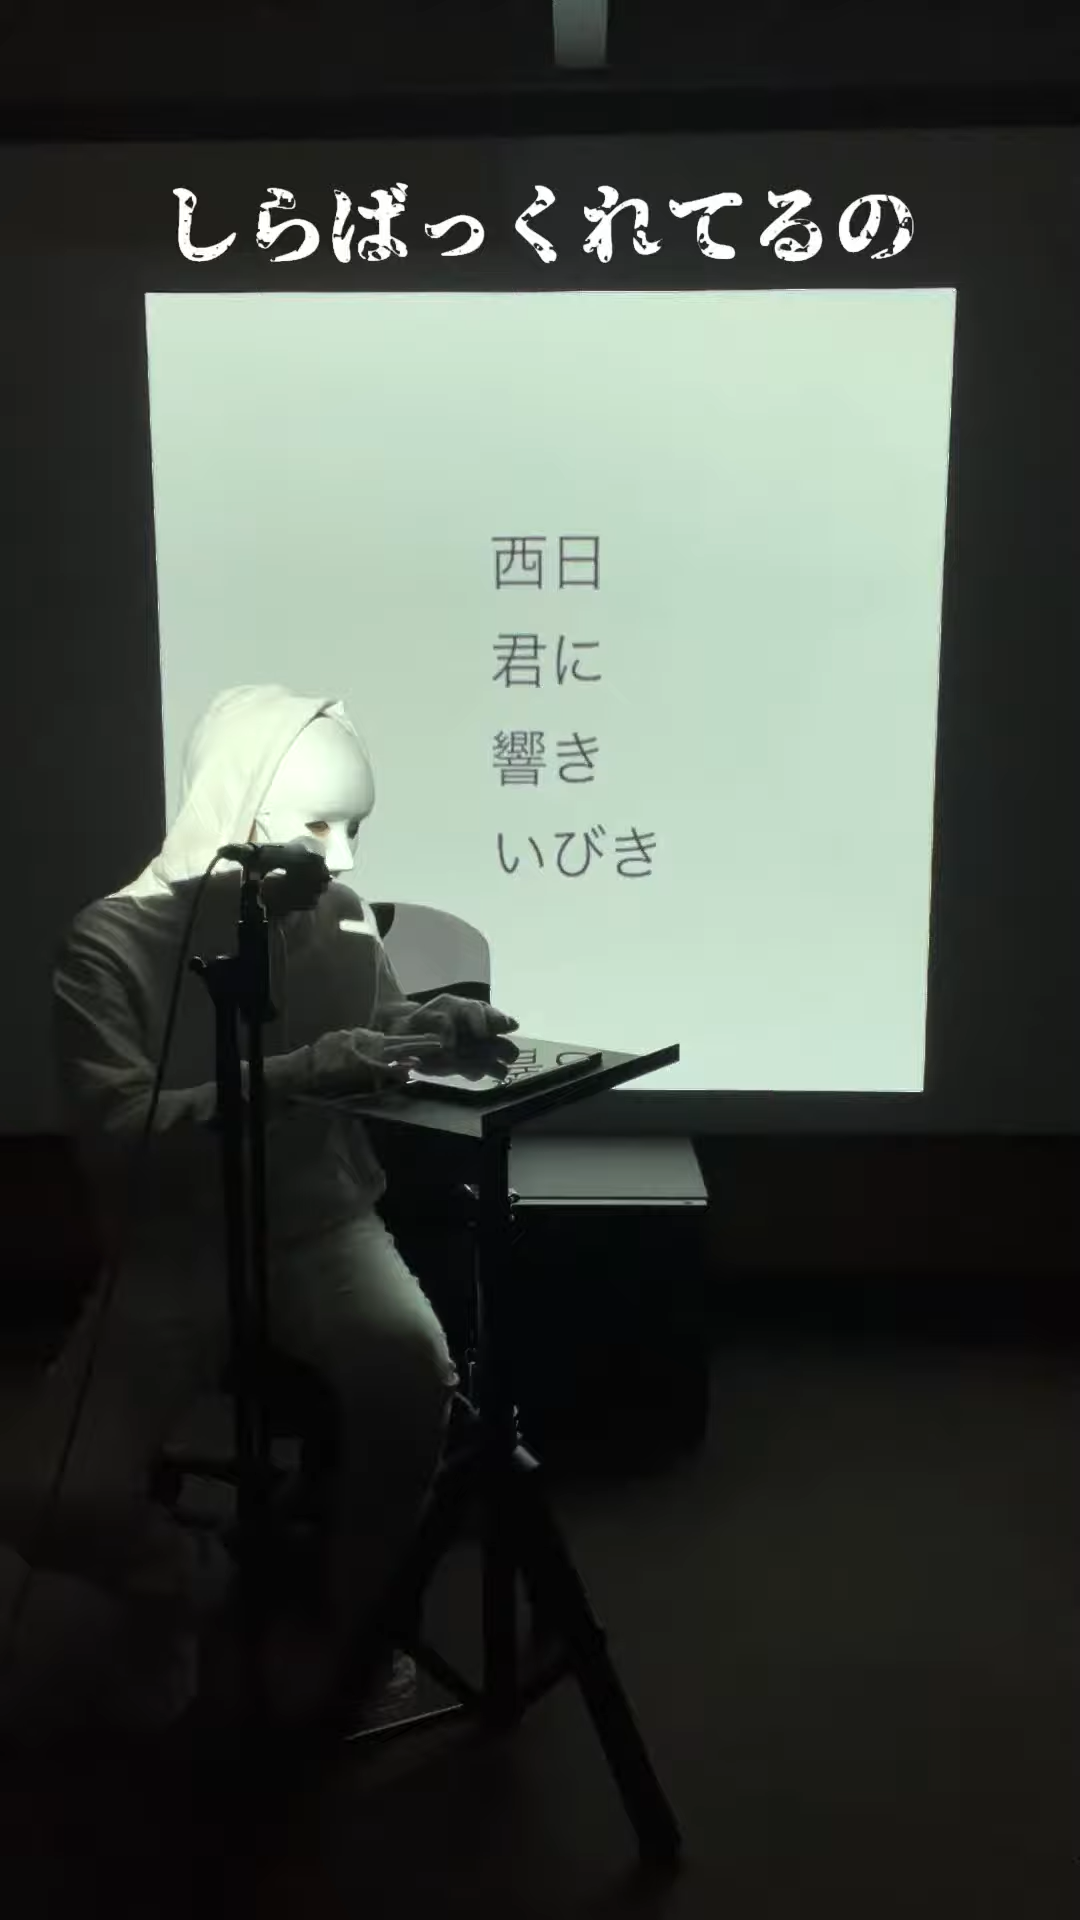 しらばっくれてるの
西日
君に
響き
いびき